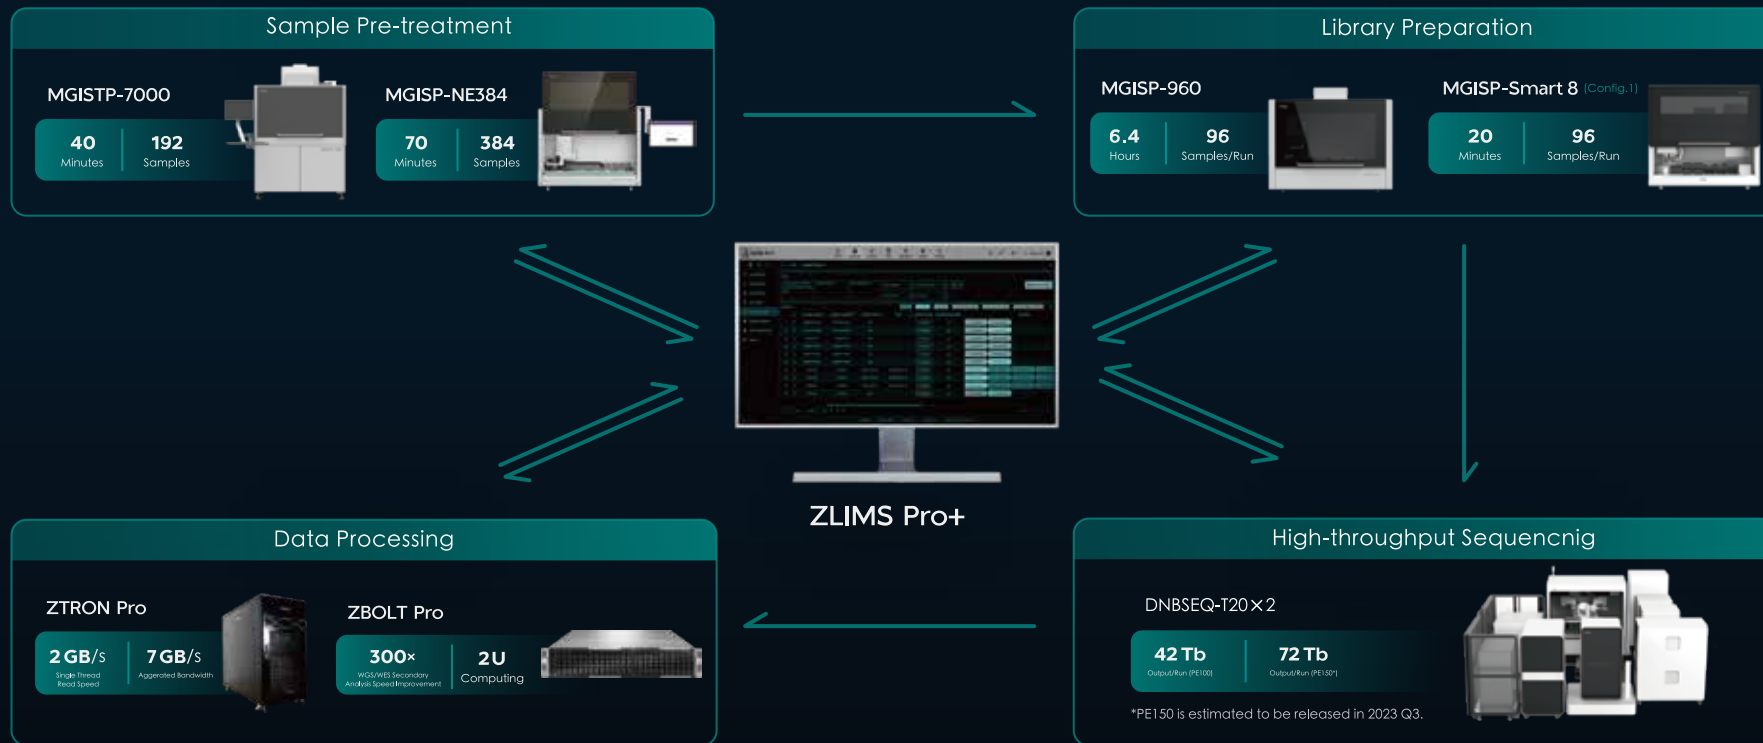 Sample Pre-treatment
MGISTP-7000
40
Minutes
192
Samples
MGISP-NE384
70
Minutes
384
Samples
Library Preparation
MGISP-960
6.4
Hours
96
Samples/Run
MGISP-Smart 8 (Config.1)
20
Minutes
96
Samples/Run
ZLIMS Pro+
Data Processing
ZTRON Pro
2 GB/s
Single Thread
Read Speed
7 GB/s
Aggerated Bandwidth
ZBOLT Pro
300×
WGS/WES Secondary
Analysis Speed Improvement
2U
Computing
High-throughput Sequencnig
DNBSEQ-T20×2
42 Tb
Output/Run (PE100)
72 Tb
Output/Run (PE150*)
*PE150 is estimated to be released in 2023 Q3.